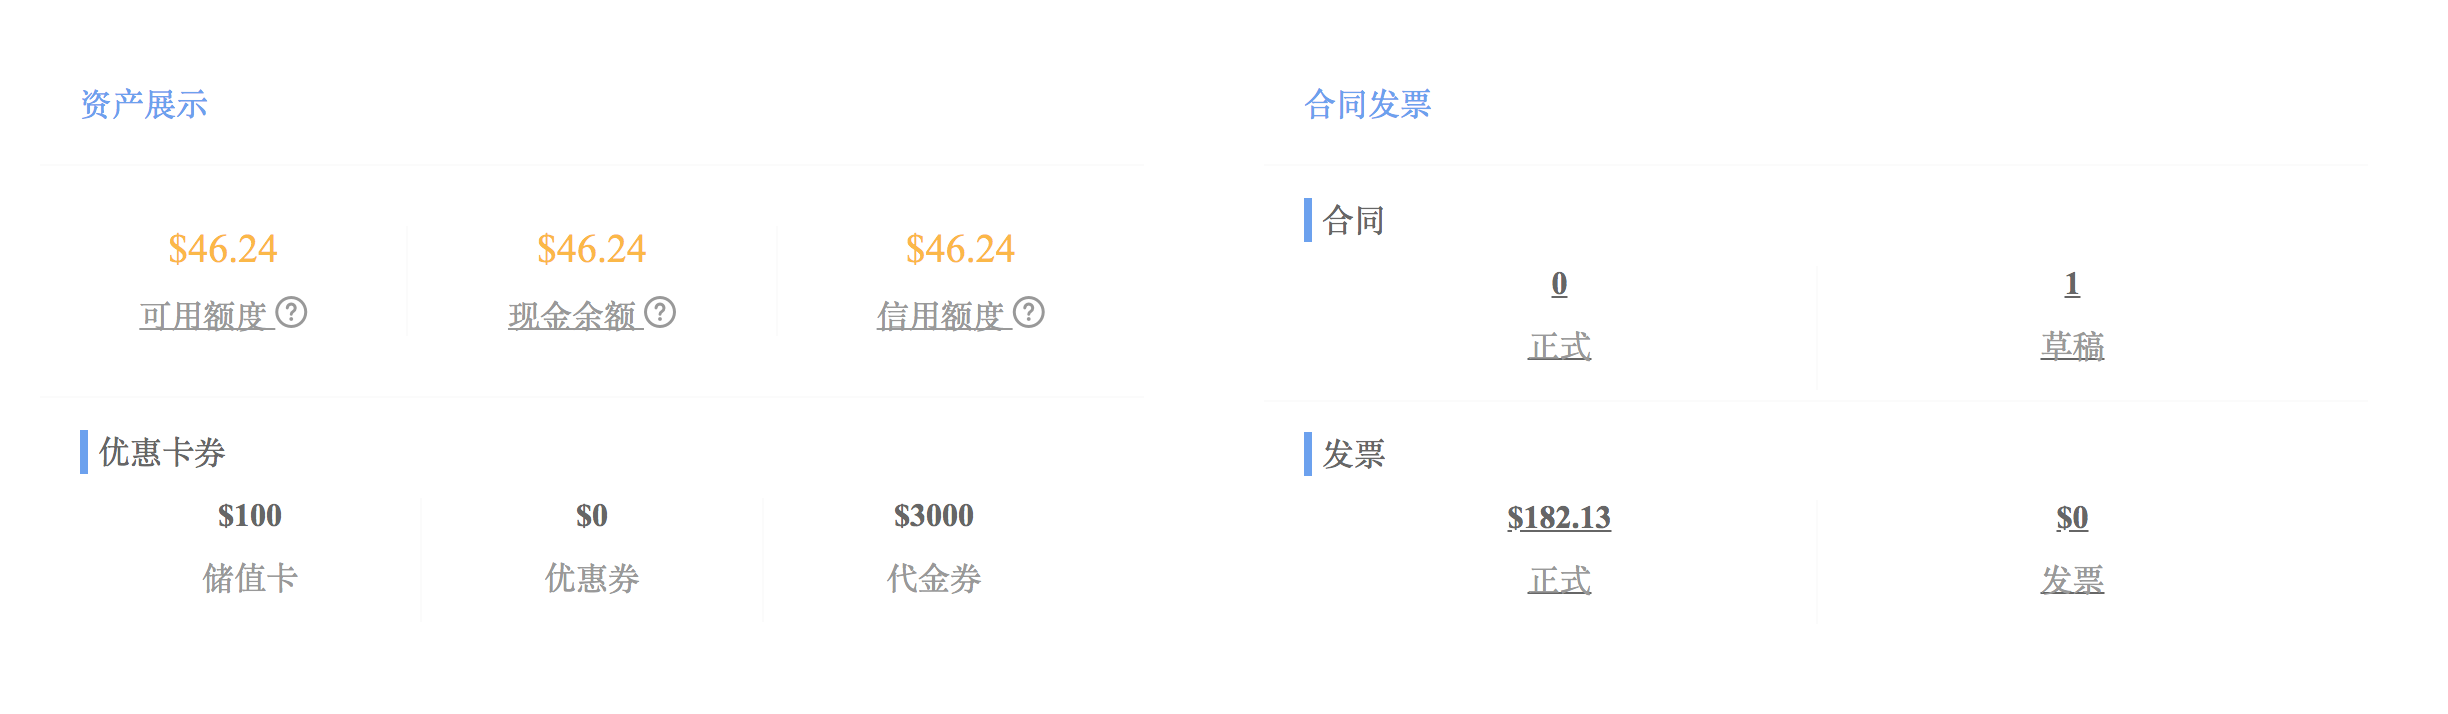 资产展示
$46.24 $46.24 $46.24
可用额度 ? 现金余额 ? 信用额度 ?
优惠卡券
$100 $0 $3000
储值卡 优惠券 代金券
合同发票
合同
0 1
正式 草稿
发票
$182.13 $0
正式 发票